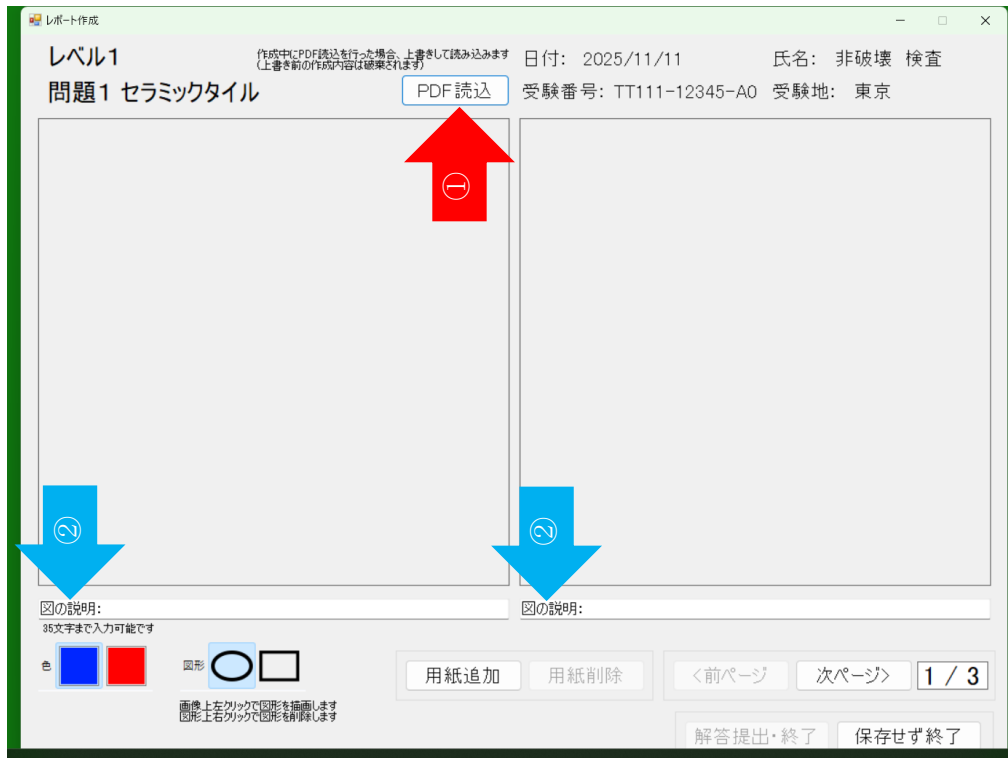 レポート作成
レベル1
作成中にPDF読込を行った場合、上書きして読み込みます
(上書き前の作成内容は破棄されます)
日付: 2025/11/11
氏名: 非破壊 検査
問題1 セラミックタイル
PDF読込
受験番号: TT111-12345-A0
受験地: 東京
①
②
②
図の説明:
図の説明:
35文字まで入力可能です
色
図形
用紙追加
用紙削除
<前ページ
次ページ>
1 / 3
画像上左クリックで図形を描画します
図形上右クリックで図形を削除します
解答提出・終了
保存せず終了